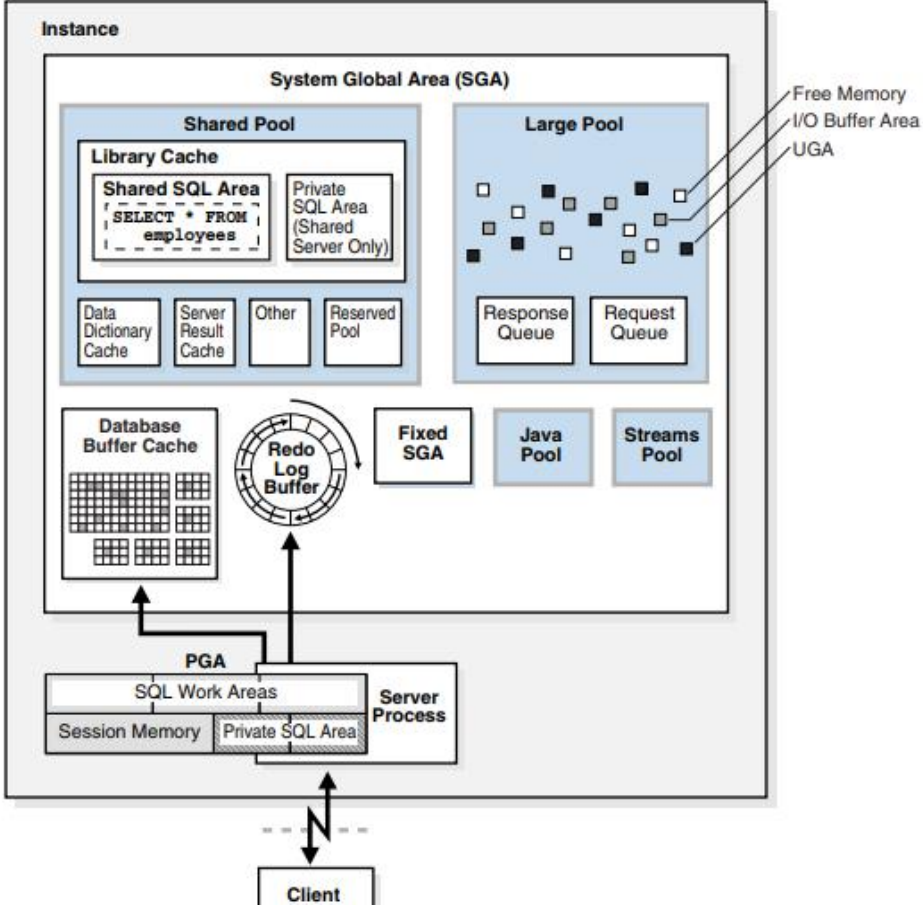 Instance
System Global Area (SGA)
Shared Pool
Library Cache
Shared SQL Area
SELECT * FROM
employees
Private
SQL Area
(Shared
Server Only)
Data
Dictionary
Cache
Server
Result
Cache
Other
Reserved
Pool
Large Pool
Response
Queue
Request
Queue
Free Memory
I/O Buffer Area
UGA
Database
Buffer Cache
Redo
Log
Buffer
Fixed
SGA
Java
Pool
Streams
Pool
PGA
SQL Work Areas
Session Memory
Private SQL Area
Server
Process
Client